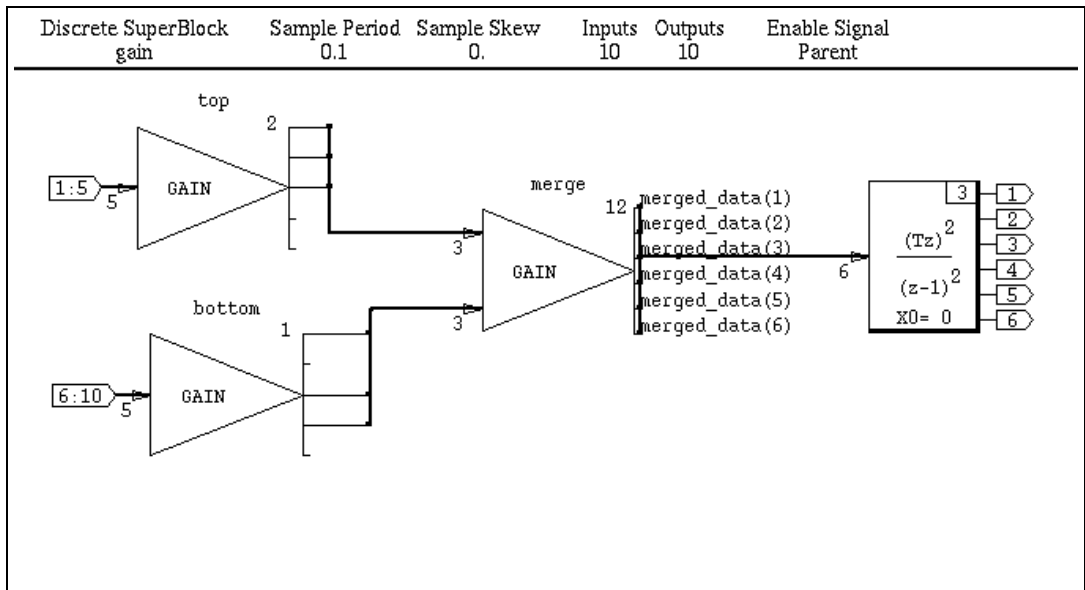 Discrete SuperBlock Sample Period Sample Skew Inputs Outputs Enable Signal
gain 0.1 0. 10 10 Parent
top
2
1:5
5
GAIN
bottom
1
6:10
5
GAIN
merge
12
3
3
GAIN
merged_data(1)
merged_data(2)
merged_data(3)
merged_data(4)
merged_data(5)
merged_data(6)
6
3
(Tz)^2
(z-1)^2
X0= 0
1
2
3
4
5
6